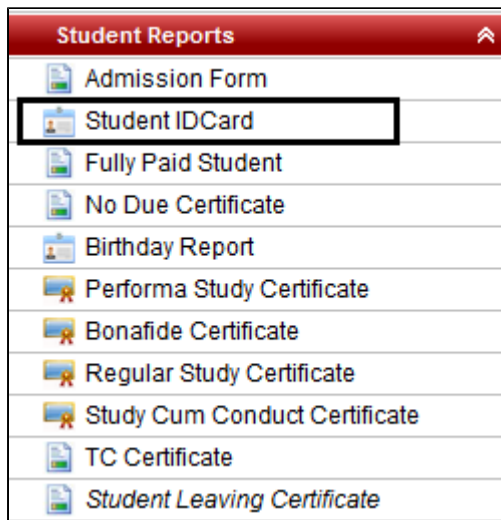 Student Reports
Admission Form
Student IDCard
Fully Paid Student
No Due Certificate
Birthday Report
Performa Study Certificate
Bonafide Certificate
Regular Study Certificate
Study Cum Conduct Certificate
TC Certificate
Student Leaving Certificate